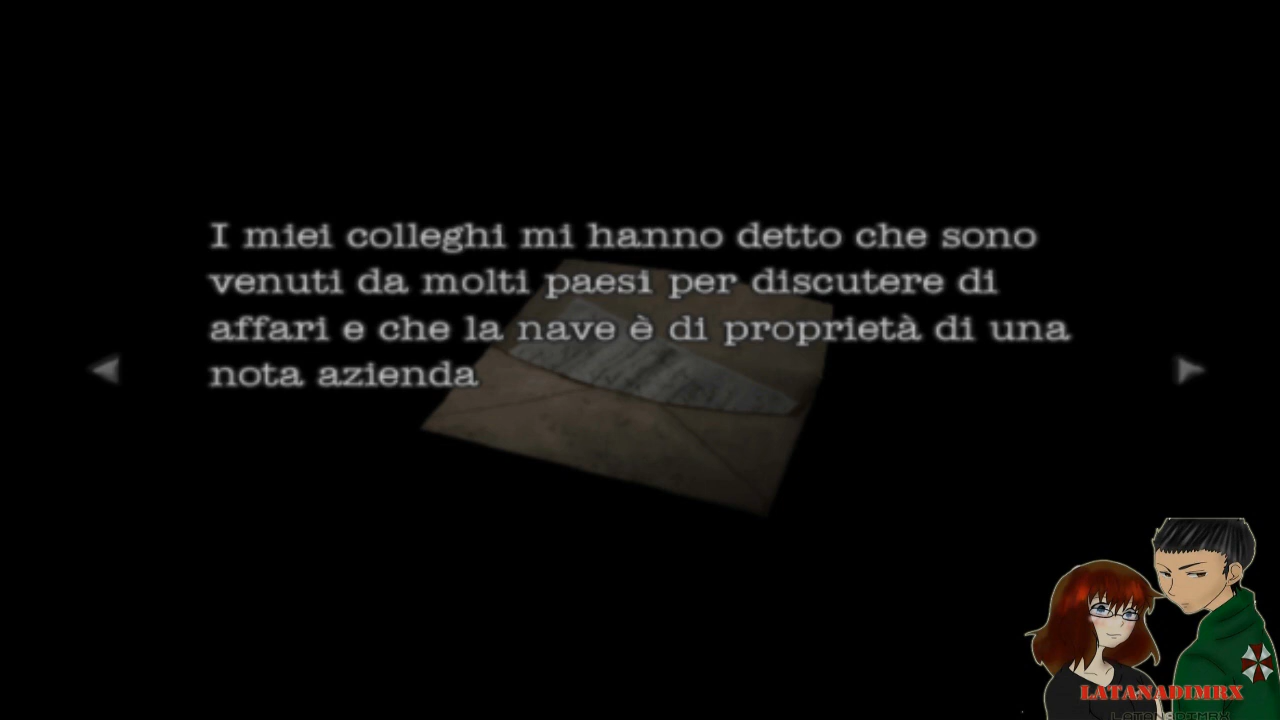 I miei colleghi mi hanno detto che sono
venuti da molti paesi per discutere di
affari e che la nave è di proprietà di una
nota azienda
LATANADIMRX
LATANADIMRX